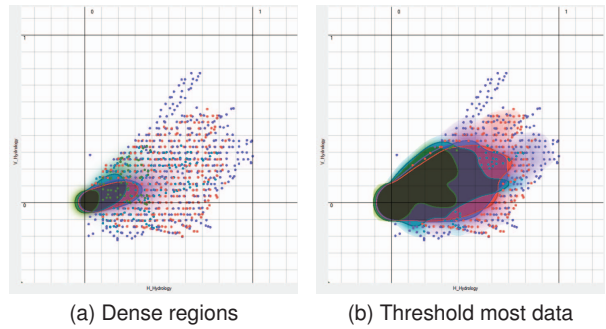 0 1
1
0
V_Hydrology
H_Hydrology
0 1
1
0
V_Hydrology
H_Hydrology
(a) Dense regions
(b) Threshold most data